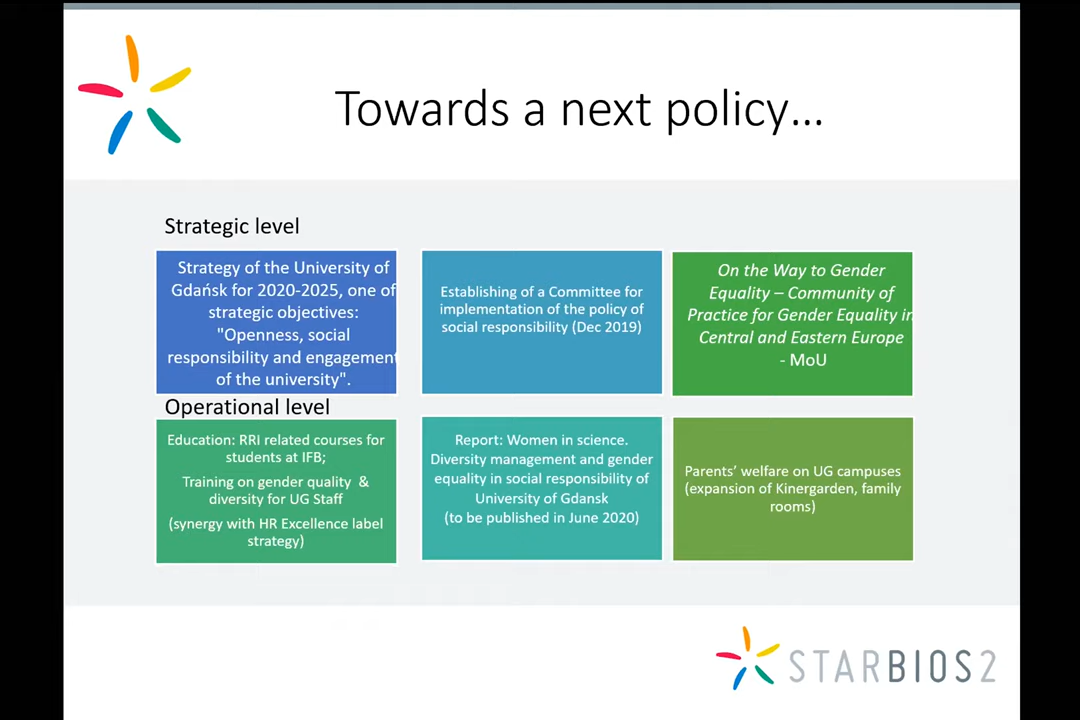 Towards a next policy...
Strategic level
Strategy of the University of
Gdańsk for 2020-2025, one of
strategic objectives:
"Openness, social
responsibility and engagement
of the university".
Establishing of a Committee for
implementation of the policy of
social responsibility (Dec 2019)
On the Way to Gender
Equality – Community of
Practice for Gender Equality in
Central and Eastern Europe
- MoU
Operational level
Education: RRI related courses for
students at IFB;
Training on gender quality & 
diversity for UG Staff
(synergy with HR Excellence label
strategy)
Report: Women in science.
Diversity management and gender
equality in social responsibility of
University of Gdansk
(to be published in June 2020)
Parents' welfare on UG campuses
(expansion of Kinergarden, family
rooms)
STARBIOS2